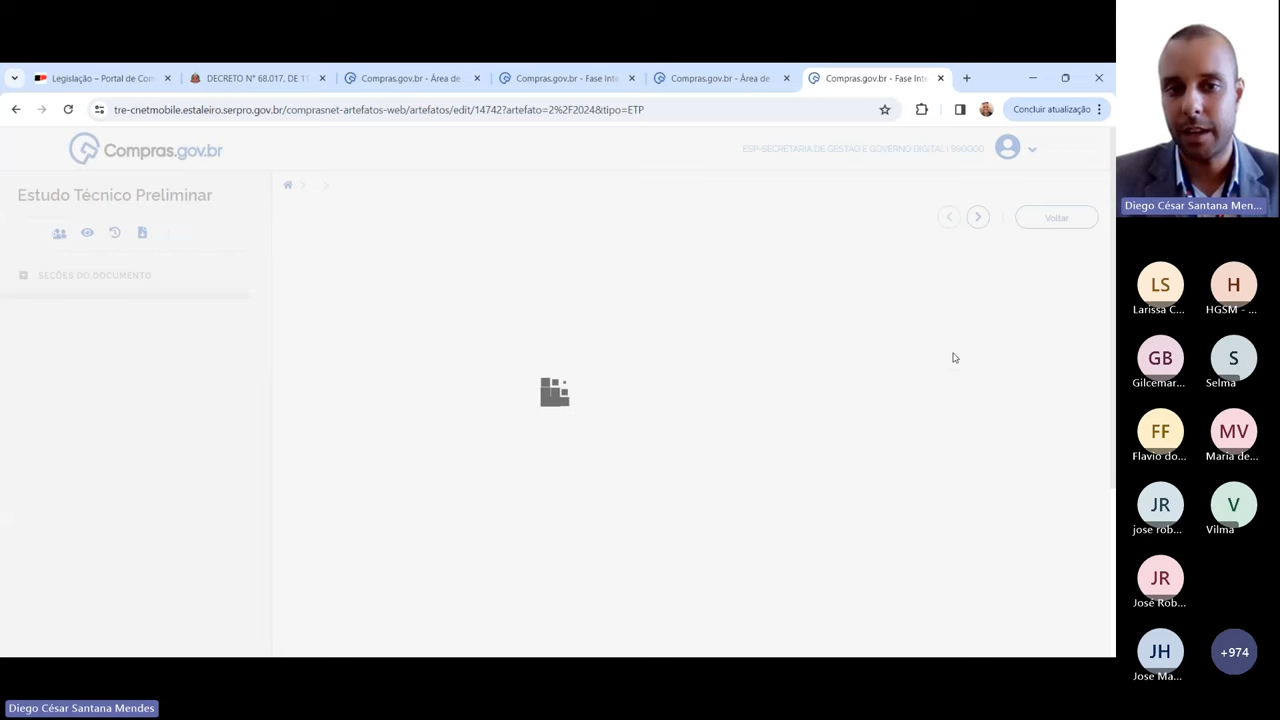 Legislação – Portal de Con
DECRETO N° 68.017, DE 1
Compras.gov.br - Área de
Compras.gov.br - Fase Inte
Compras.gov.br - Área de
Compras.gov.br - Fase Inte
tre-cnetmobile.estaleiro.serpro.gov.br/comprasnet-artefatos-web/artefatos/edit/14742?artefato=2%2F2024&tipo=ETP
Concluir atualização
Compras.gov.br
ESP-SECRETARIA DE GESTAO E GOVERNO DIGITAL | 990000
Estudo Técnico Preliminar
Voltar
SEÇÕES DO DOCUMENTO
Diego César Santana Men...
LS
Larissa C...
H
HGSM - ...
GB
Gilcemar...
S
Selma
FF
Flavio do...
MV
Maria de...
JR
jose rob...
V
Vilma
JR
José Rob...
JH
Jose Ma...
+974
Diego César Santana Mendes